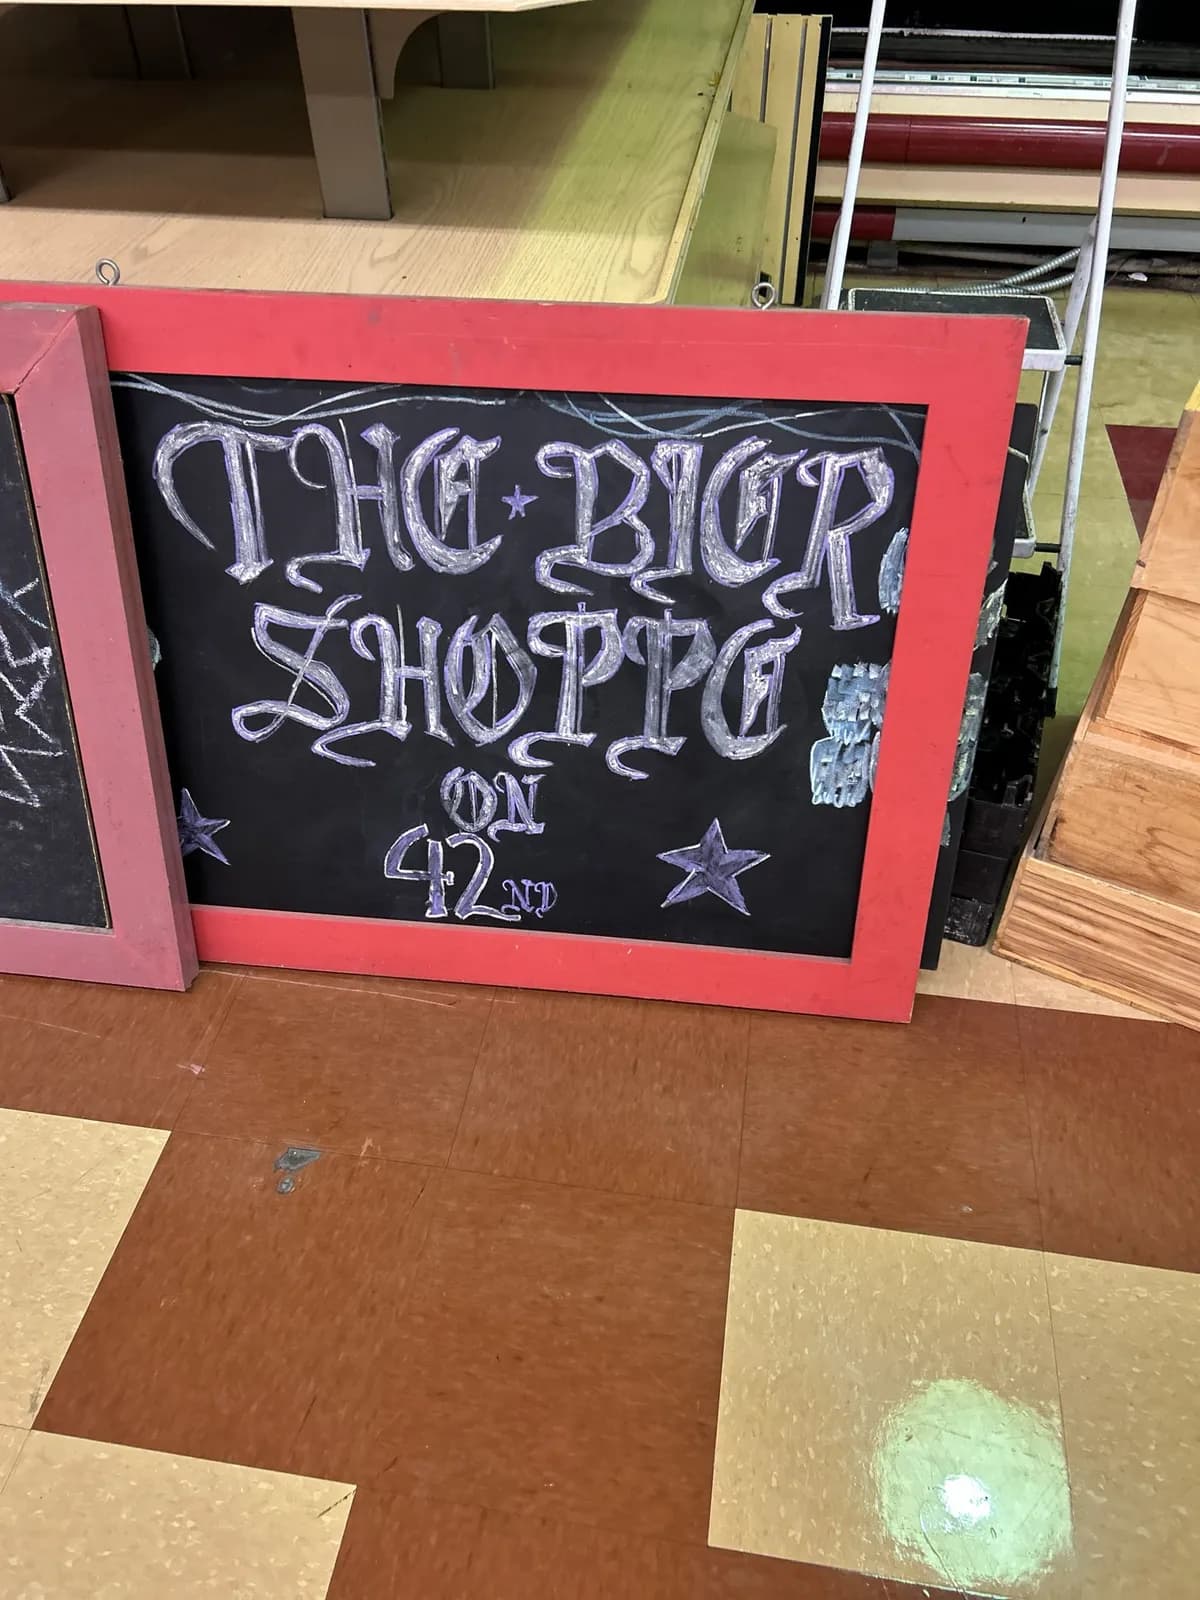 THE BIER
SHOPPE
ON
42ND